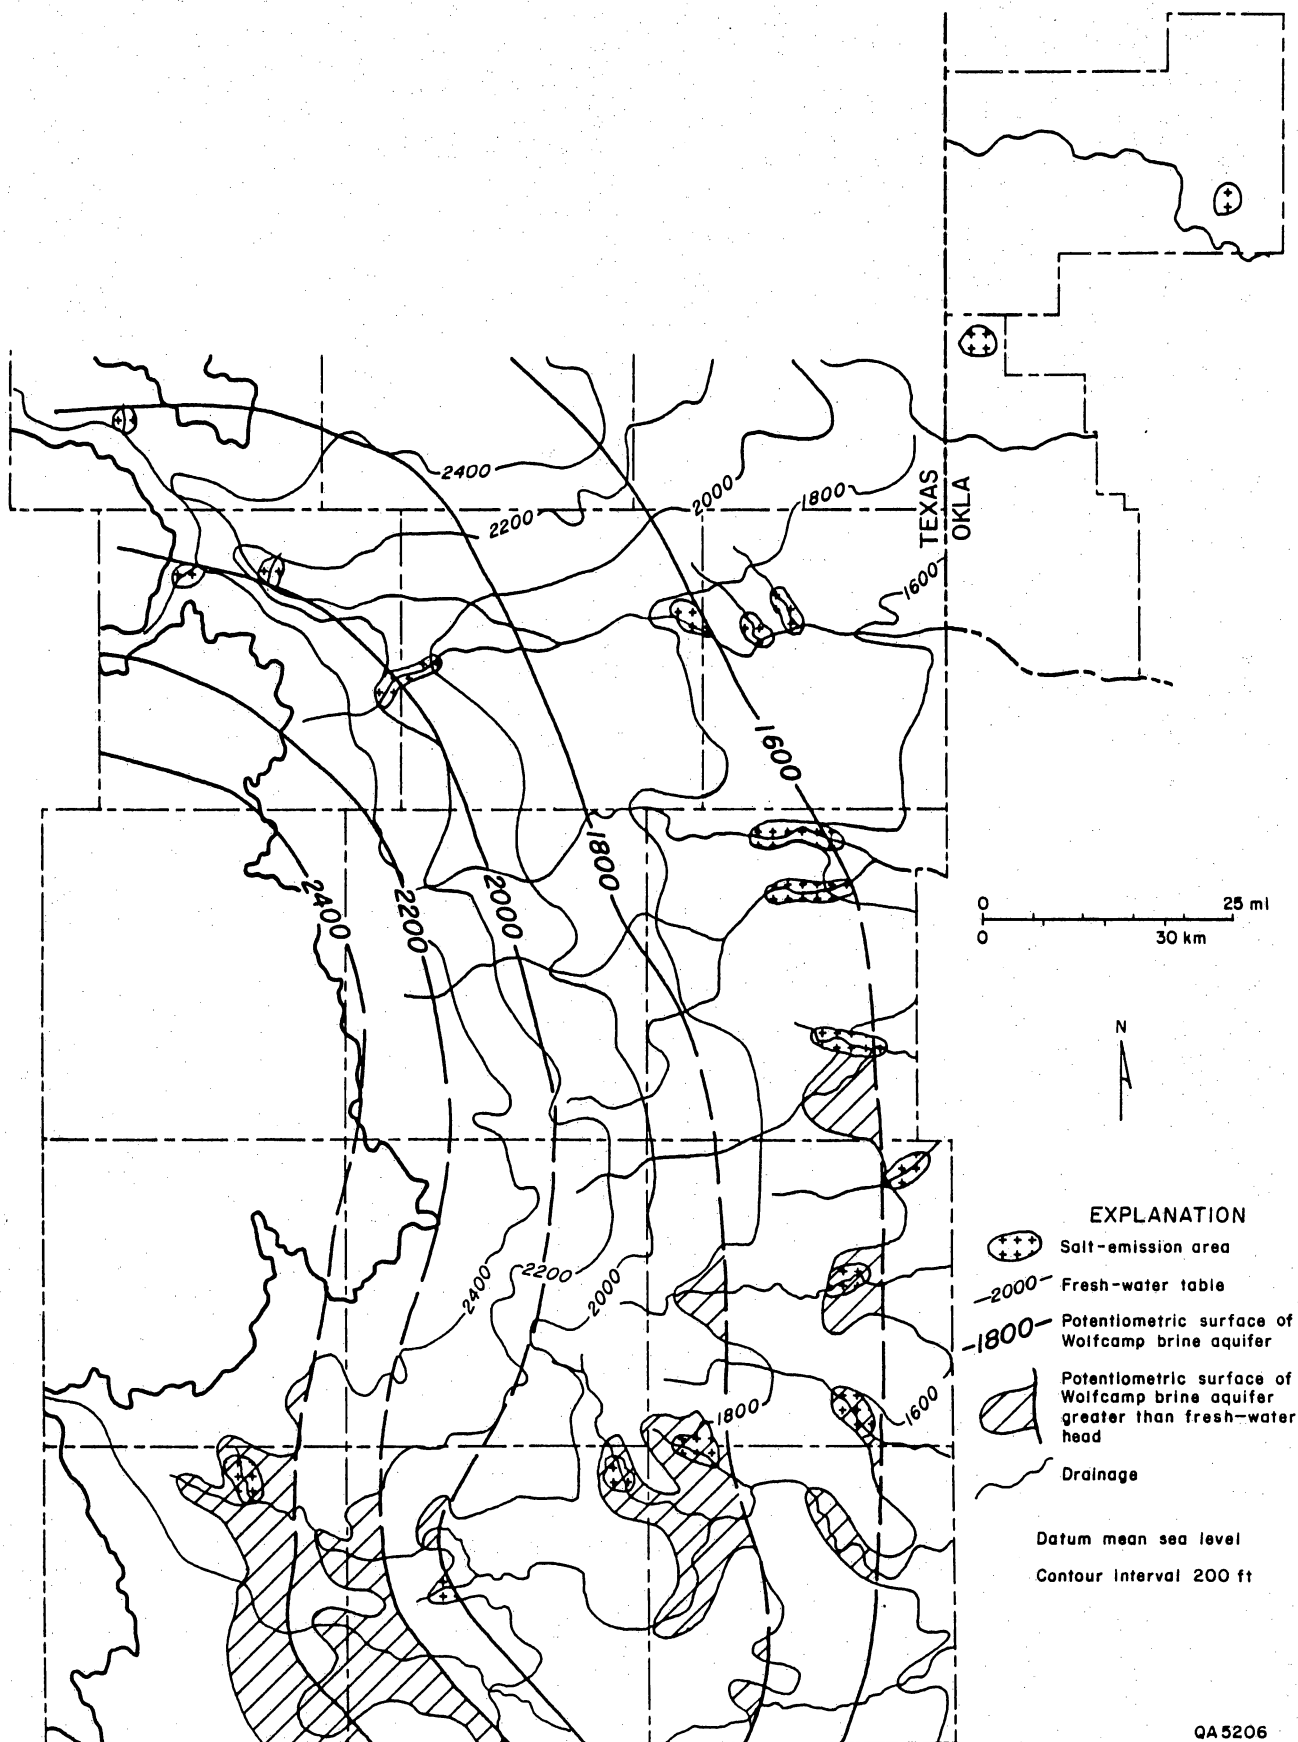 2400
2200
2000
1800
TEXAS
OKLA
1600
1600
1800
2000
2200
2400
0 25 mi
0 30 km
N
EXPLANATION
Salt-emission area
2000 Fresh-water table
1800 Potentiometric surface of
Wolfcamp brine aquifer
Potentiometric surface of
Wolfcamp brine aquifer
greater than fresh-water
head
Drainage
2400
2200
2000
1800
1600
Datum mean sea level
Contour interval 200 ft
QA5206